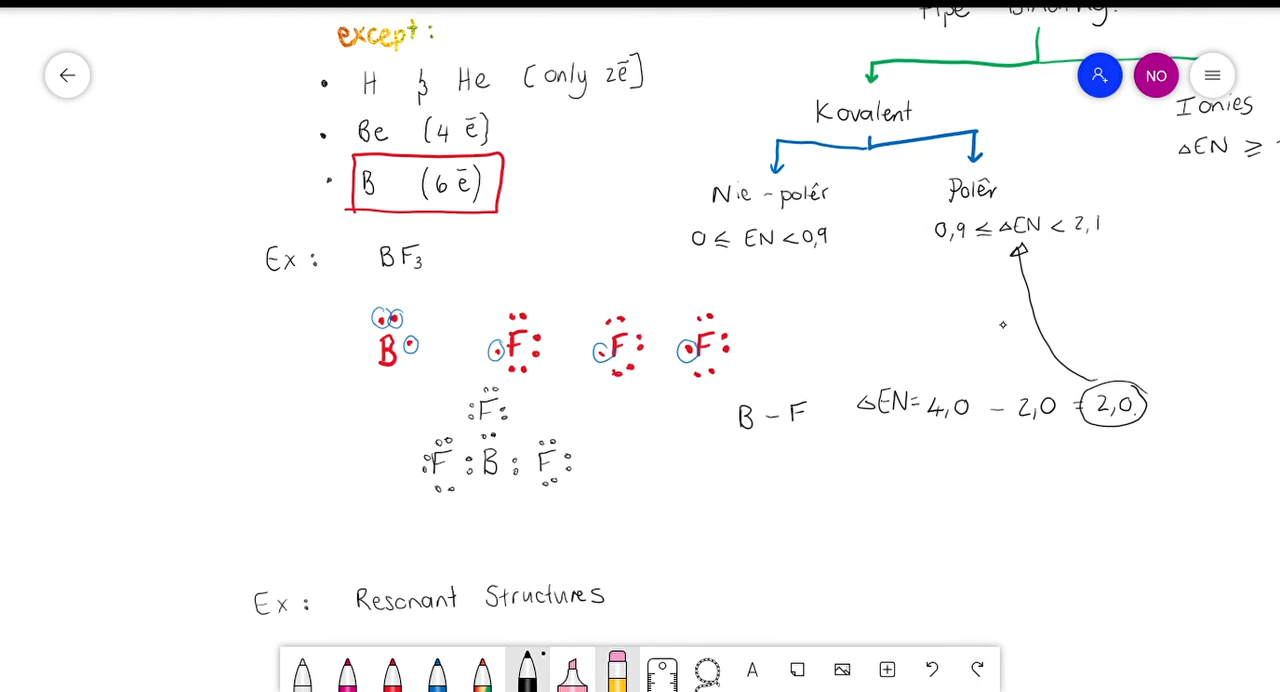 except:
• H & He [only 2ē]
• Be (4 ē)
• B (6 ē)
Ex: BF₃
B F F F
F
F B F
Ex: Resonant Structures
Tipe Binding:
Kovalent
Nie-polêr
0 ≤ EN < 0,9
Polêr
0,9 ≤ ΔEN < 2,1
Ionies
ΔEN ≥
B - F ΔEN = 4,0 - 2,0 = 2,0
NO
A